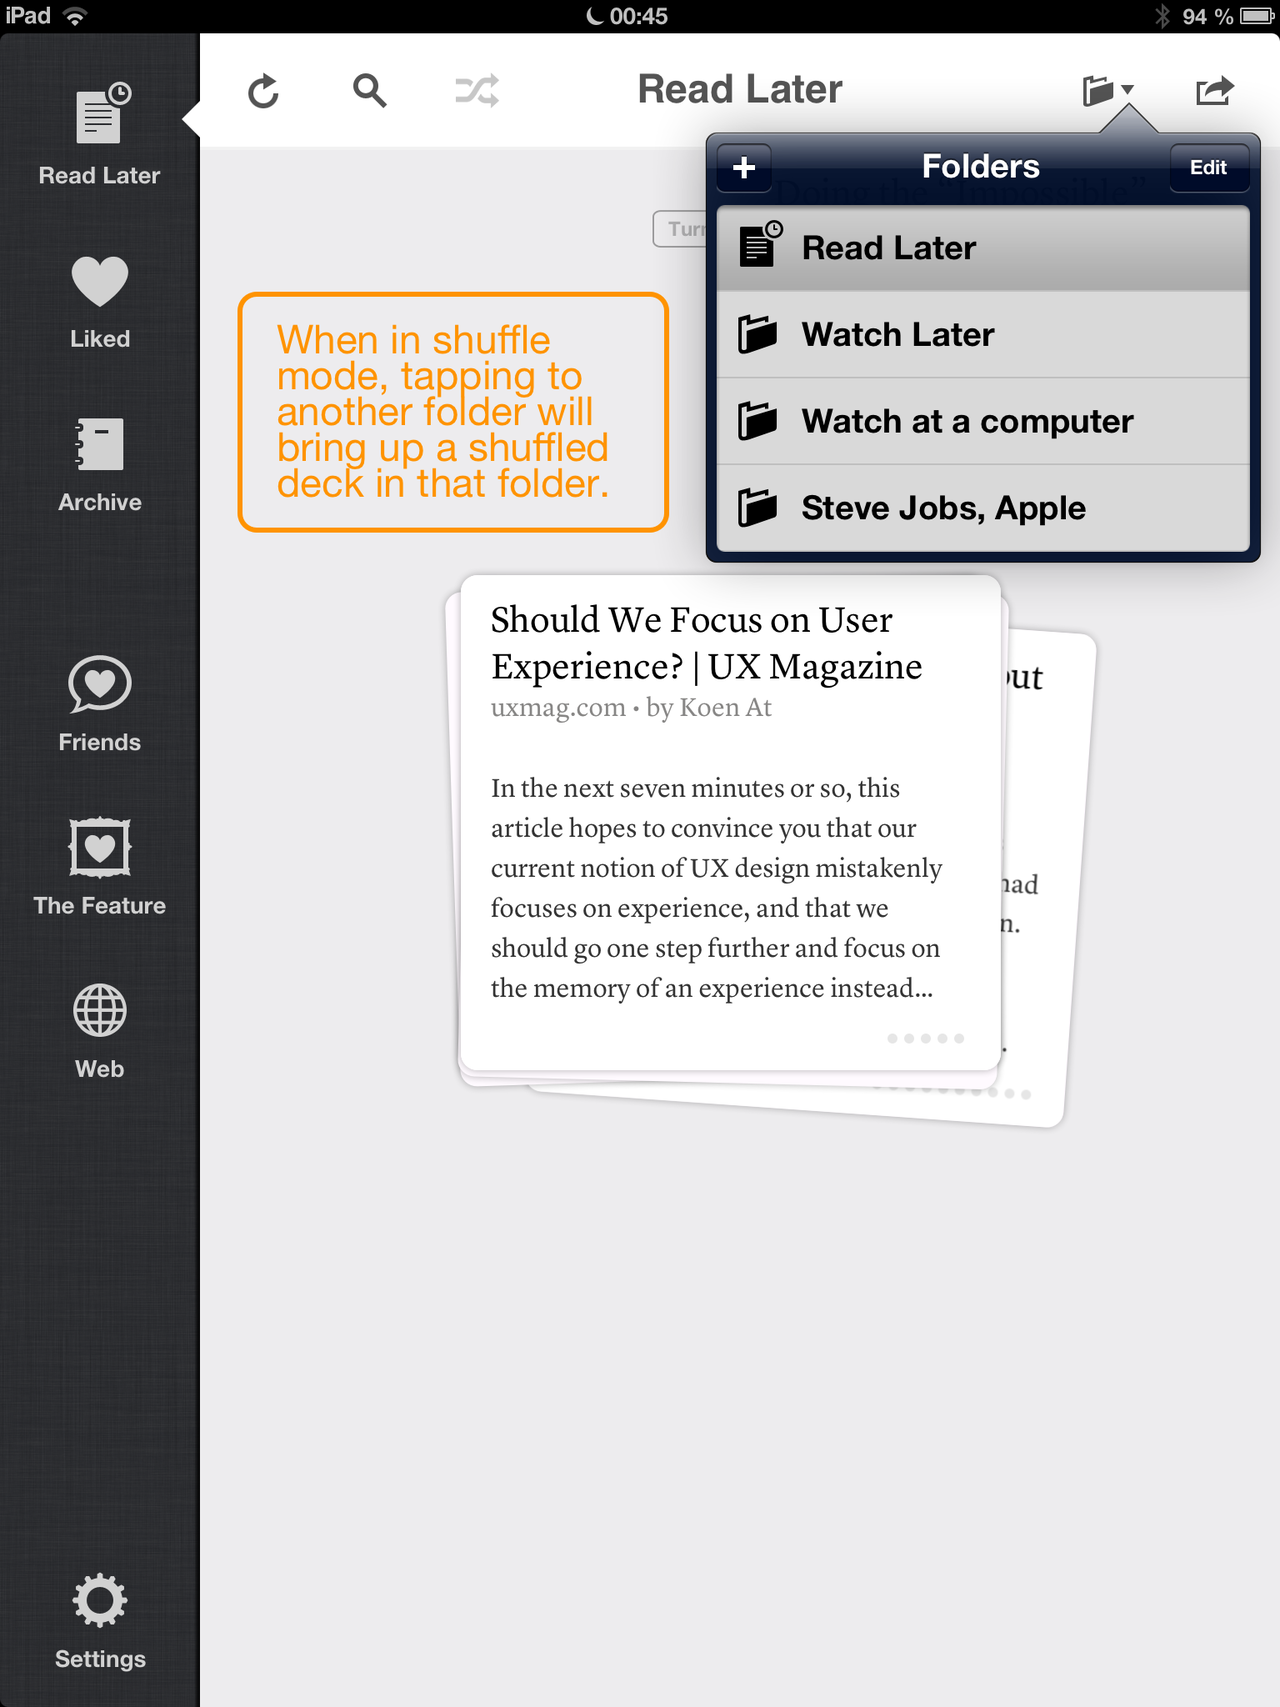 iPad 00:45 94 %
Read Later
Read Later
Liked
Archive
Friends
The Feature
Web
Settings
Folders Edit
Doing the "Impossible"
Read Later
Watch Later
Watch at a computer
Steve Jobs, Apple
When in shuffle
mode, tapping to
another folder will
bring up a shuffled
deck in that folder.
Should We Focus on User
Experience? | UX Magazine
uxmag.com • by Koen At
In the next seven minutes or so, this
article hopes to convince you that our
current notion of UX design mistakenly
focuses on experience, and that we
should go one step further and focus on
the memory of an experience instead...